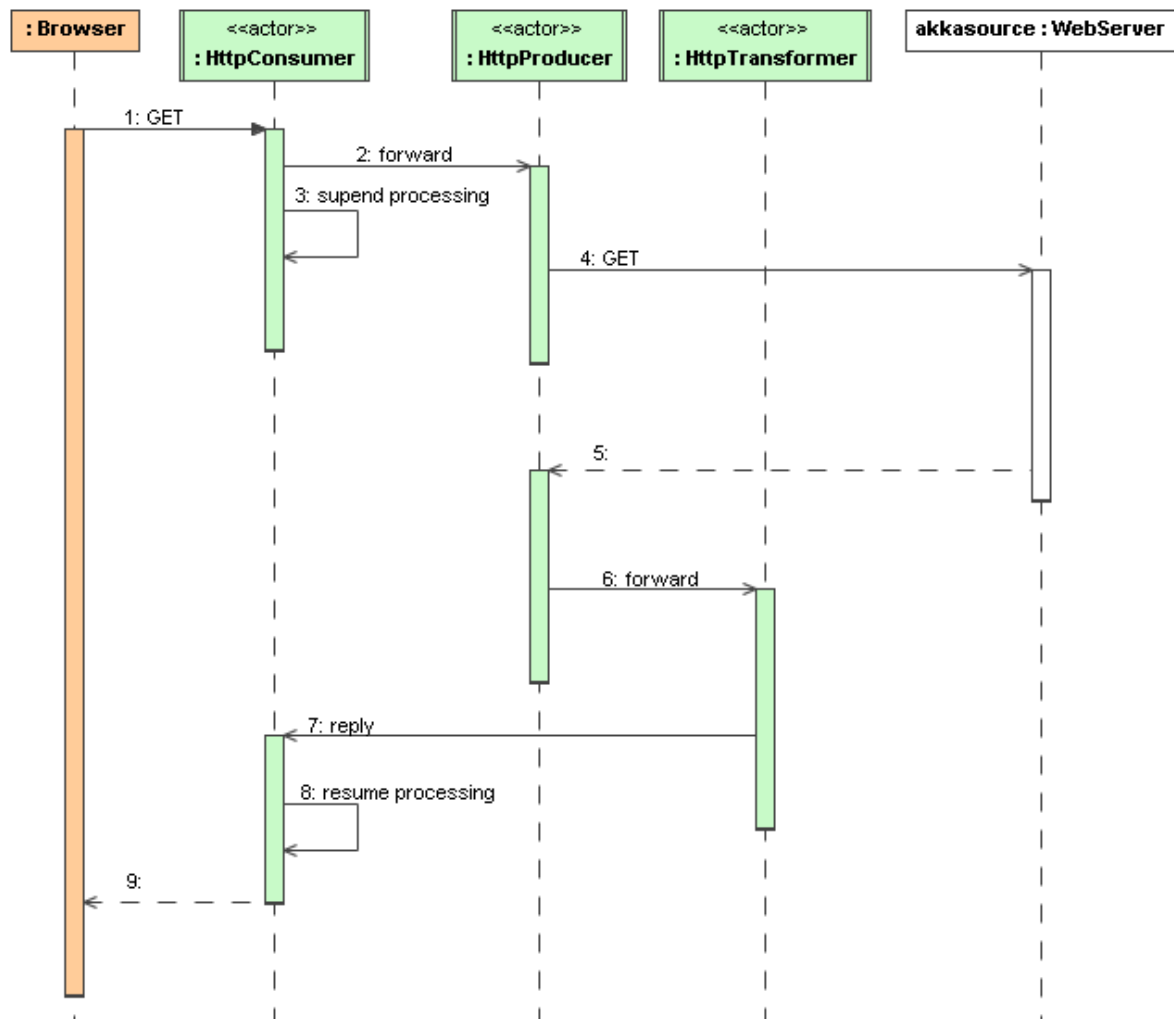 : Browser
<<actor>>
: HttpConsumer
<<actor>>
: HttpProducer
<<actor>>
: HttpTransformer
akkasource : WebServer
1: GET
2: forward
3: supend processing
4: GET
5:
6: forward
7: reply
8: resume processing
9: